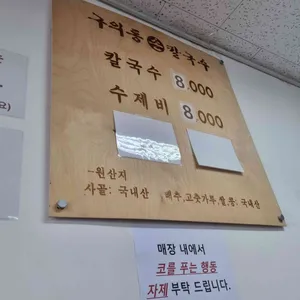 구의동 손 칼국수
칼국수 8,000
수제비 8,000
-원산지
사골: 국내산 배추,고춧가루,쌀,콩: 국내산
매장 내에서
코를 푸는 행동
자제 부탁 드립니다.